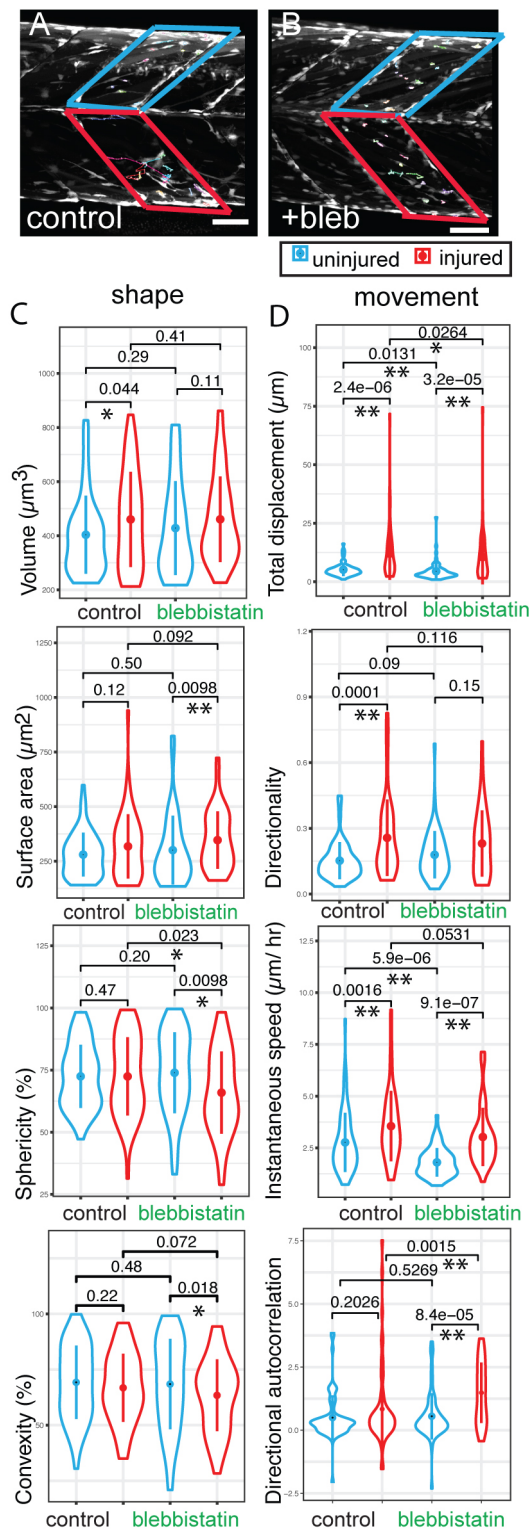 A
B
control
+bleb
uninjured injured
shape
movement
C
D
Volume (µm³)
1000
800
600
400
200
0.41
0.29
0.044
*
0.11
control blebbistatin
Total displacement (µm)
100
75
50
25
0
0.0264
*
0.0131
**
2.4e-06
**
3.2e-05
**
control blebbistatin
Surface area (µm2)
1250
1000
750
500
250
0.092
0.50
0.12
0.0098
**
control blebbistatin
Directionality
1.2
0.9
0.6
0.3
0.0
0.116
0.09
0.0001
**
0.15
control blebbistatin
Sphericity (%)
125
100
75
50
25
0.023
*
0.20
0.47
0.0098
*
control blebbistatin
Instantaneous speed (µm/ hr)
12.5
10.0
7.5
5.0
2.5
0.0531
5.9e-06
**
0.0016
**
9.1e-07
**
control blebbistatin
Convexity (%)
100
50
0.072
0.48
0.22
0.018
*
control blebbistatin
Directional autocorrelation
7.5
5.0
2.5
0.0
−2.5
0.0015
**
0.5269
0.2026
8.4e-05
**
control blebbistatin